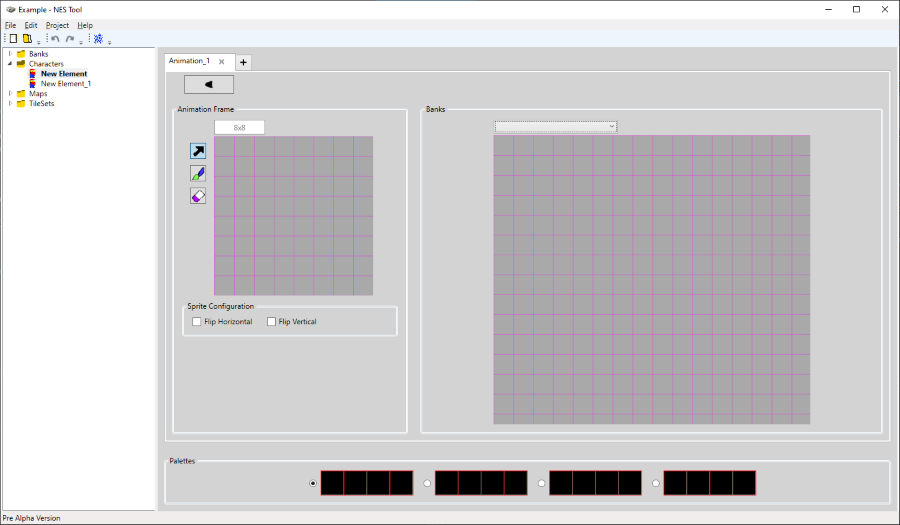 Example - NES Tool
File Edit Project Help
Banks
Characters
New Element
New Element_1
Maps
TileSets
Animation_1
Animation Frame
8x8
Sprite Configuration
Flip Horizontal
Flip Vertical
Banks
Palettes
Pre Alpha Version